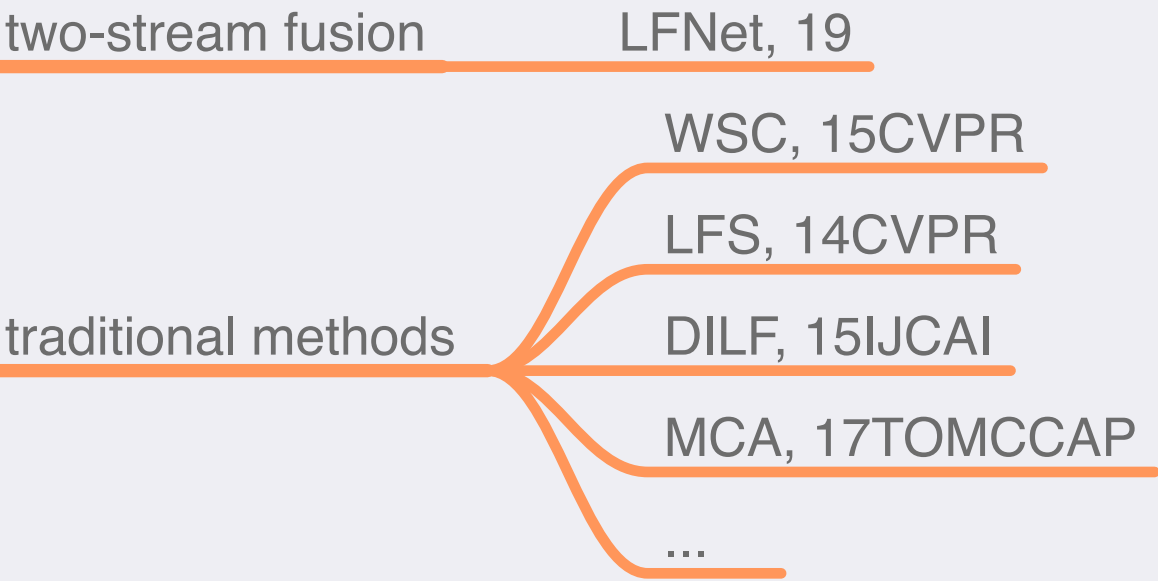 two-stream fusion
LFNet, 19
WSC, 15CVPR
LFS, 14CVPR
traditional methods
DILF, 15IJCAI
MCA, 17TOMCCAP
...